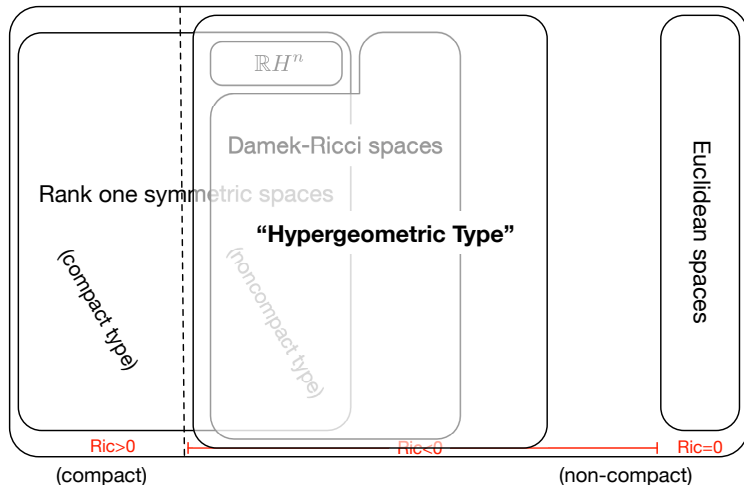 ℝHⁿ
Damek-Ricci spaces
Rank one symmetric spaces
“Hypergeometric Type”
Euclidean spaces
(compact type)
(noncompact type)
Ric>0
Ric<0
Ric=0
(compact)
(non-compact)